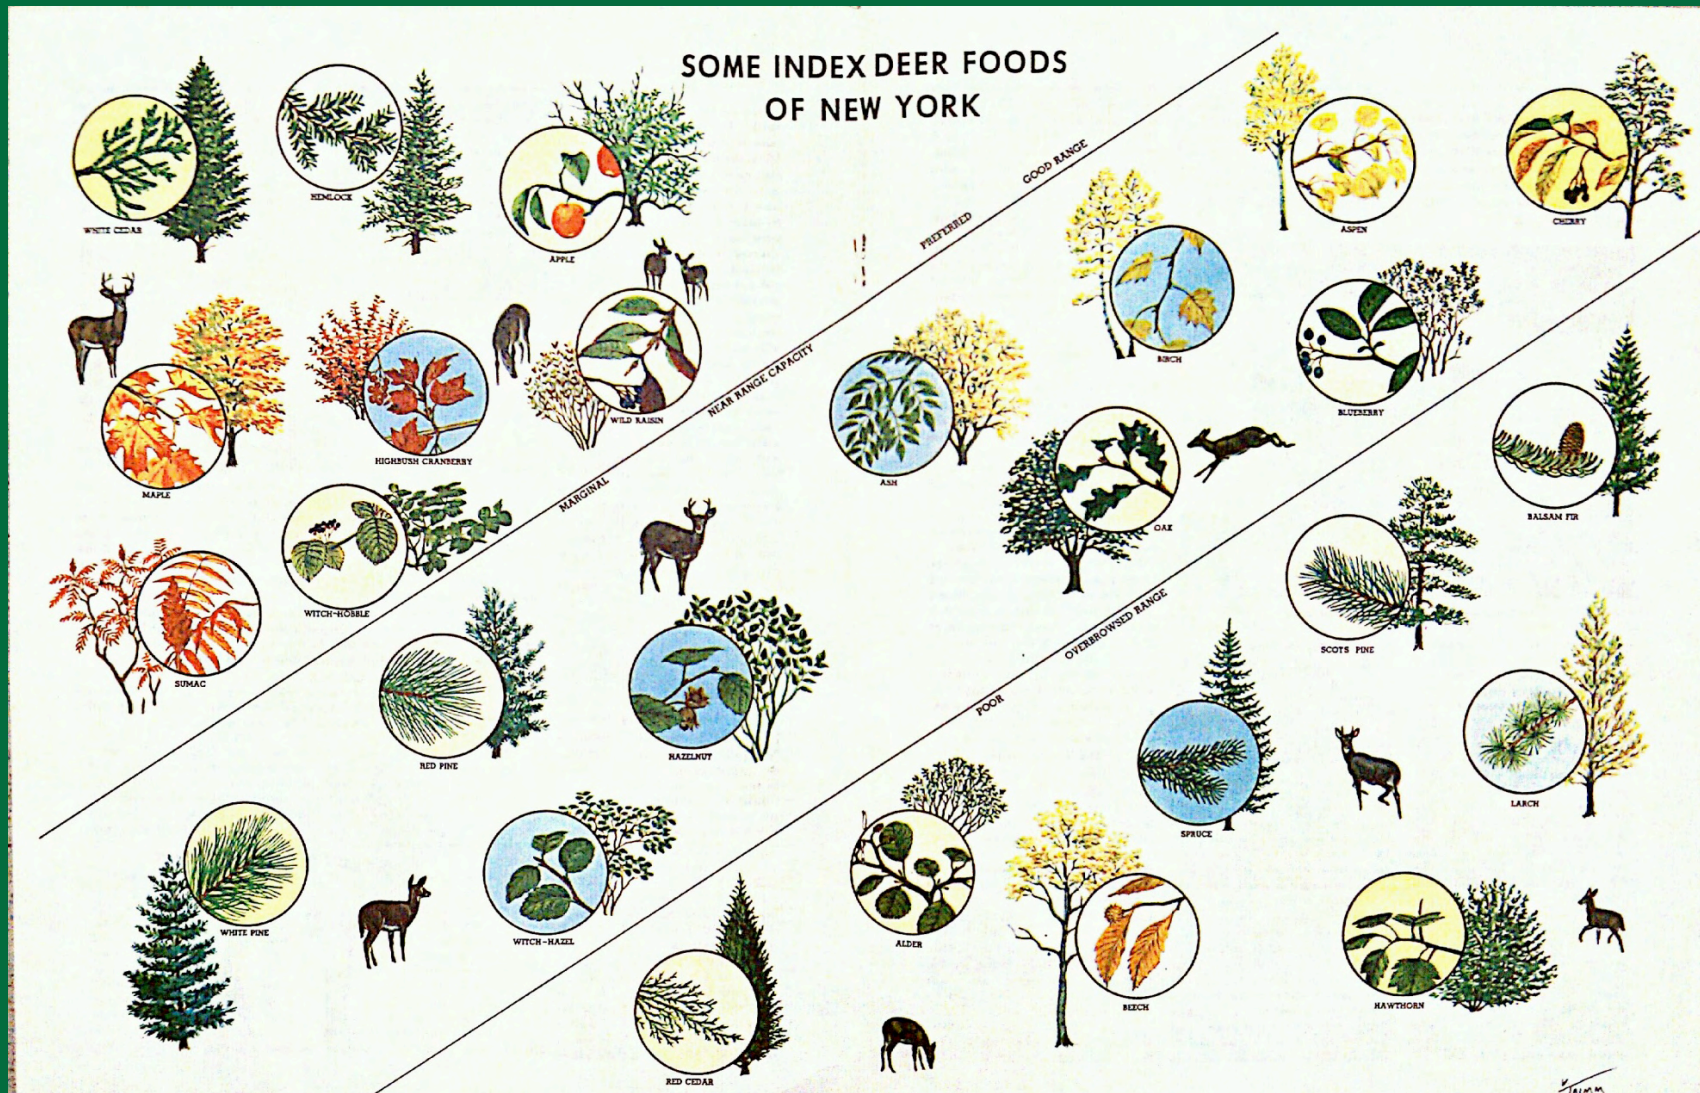 SOME INDEX DEER FOODS
OF NEW YORK
GOOD RANGE
PREFERRED
NEAR RANGE CAPACITY
MARGINAL
OVERBROWSED RANGE
POOR
WHITE CEDAR
HEMLOCK
APPLE
ASPEN
CHERRY
MAPLE
HIGHBUSH CRANBERRY
WILD RAISIN
BIRCH
BLUEBERRY
ASH
OAK
BALSAM FIR
SUMAC
WITCH-HOBBLE
SCOTS PINE
RED PINE
HAZELNUT
SPRUCE
LARCH
WHITE PINE
WITCH-HAZEL
ALDER
BEECH
HAWTHORN
RED CEDAR